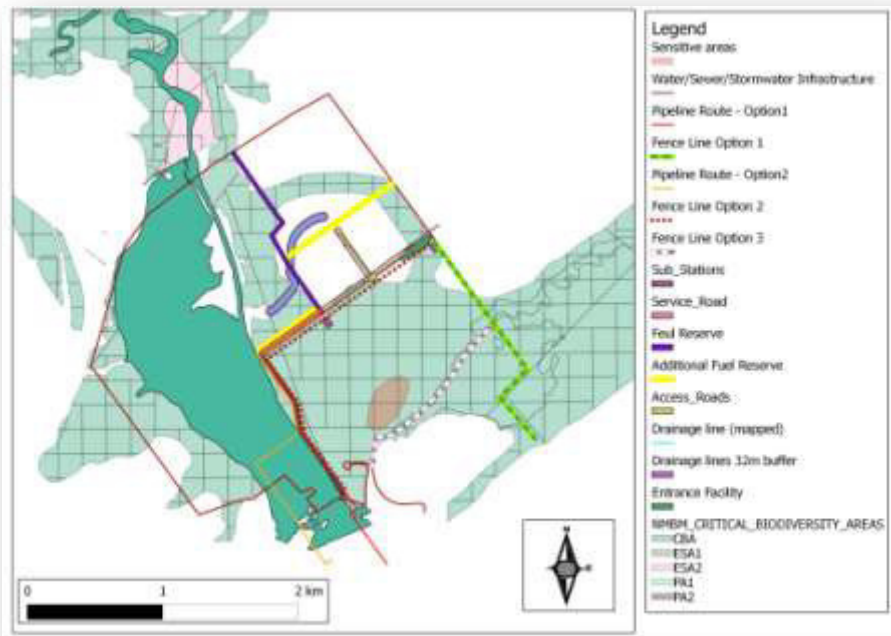 Legend
Sensitive areas
Water/Sewer/Stormwater Infrastructure
Pipeline Route - Option1
Fence Line Option 1
Pipeline Route - Option2
Fence Line Option 2
Fence Line Option 3
Sub_Stations
Service_Road
Feul Reserve
Additional Fuel Reserve
Access_Roads
Drainage line (mapped)
Drainage lines 32m buffer
Entrance Facility
NMBM_CRITICAL_BIODIVERSITY_AREAS
CBA
ESA1
ESA2
PA1
PA2
N
0 1 2 km